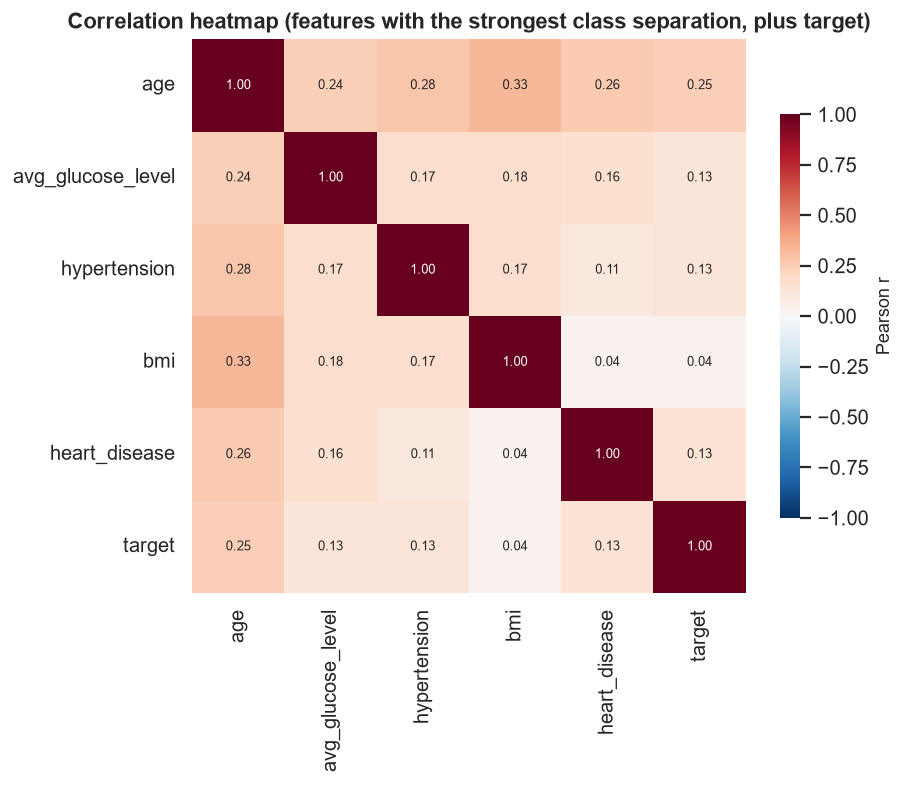 Correlation heatmap (features with the strongest class separation, plus target)
age 1.00 0.24 0.28 0.33 0.26 0.25
avg_glucose_level 0.24 1.00 0.17 0.18 0.16 0.13
hypertension 0.28 0.17 1.00 0.17 0.11 0.13
bmi 0.33 0.18 0.17 1.00 0.04 0.04
heart_disease 0.26 0.16 0.11 0.04 1.00 0.13
target 0.25 0.13 0.13 0.04 0.13 1.00
age avg_glucose_level hypertension bmi heart_disease target
1.00
0.75
0.50
0.25
0.00
−0.25
−0.50
−0.75
−1.00
Pearson r